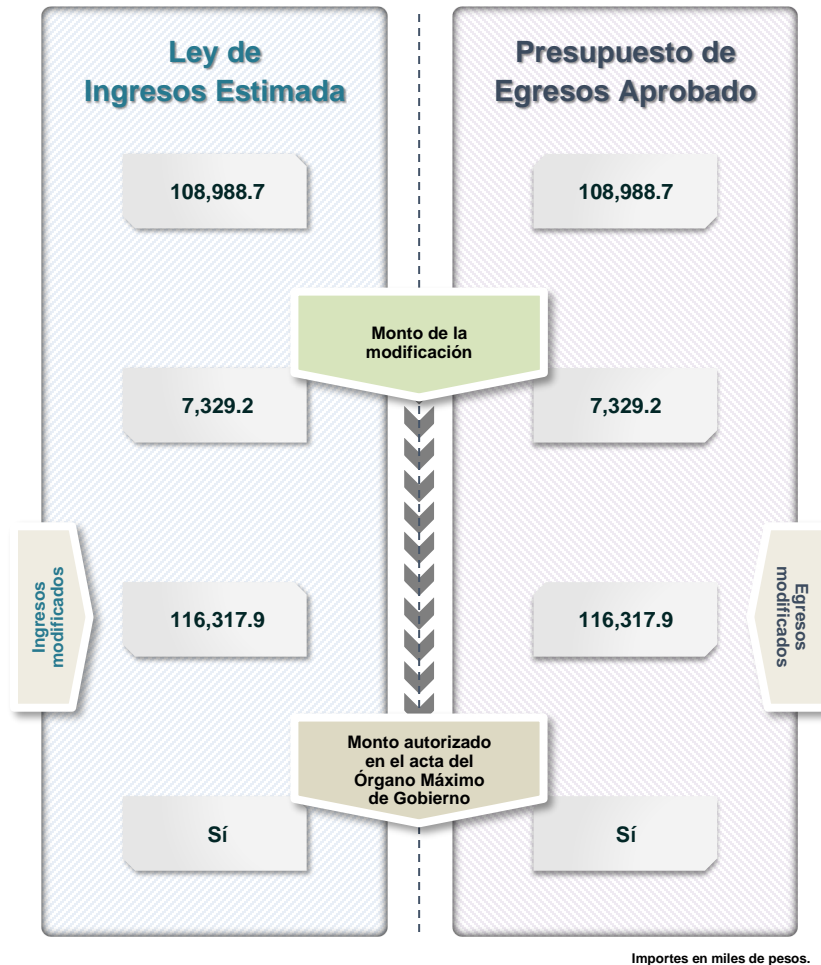 Ley de
Ingresos Estimada
Presupuesto de
Egresos Aprobado
108,988.7
108,988.7
Monto de la
modificación
7,329.2
7,329.2
Ingresos
modificados
116,317.9
116,317.9
Egresos
modificados
Monto autorizado
en el acta del
Órgano Máximo
de Gobierno
Sí
Sí
Importes en miles de pesos.